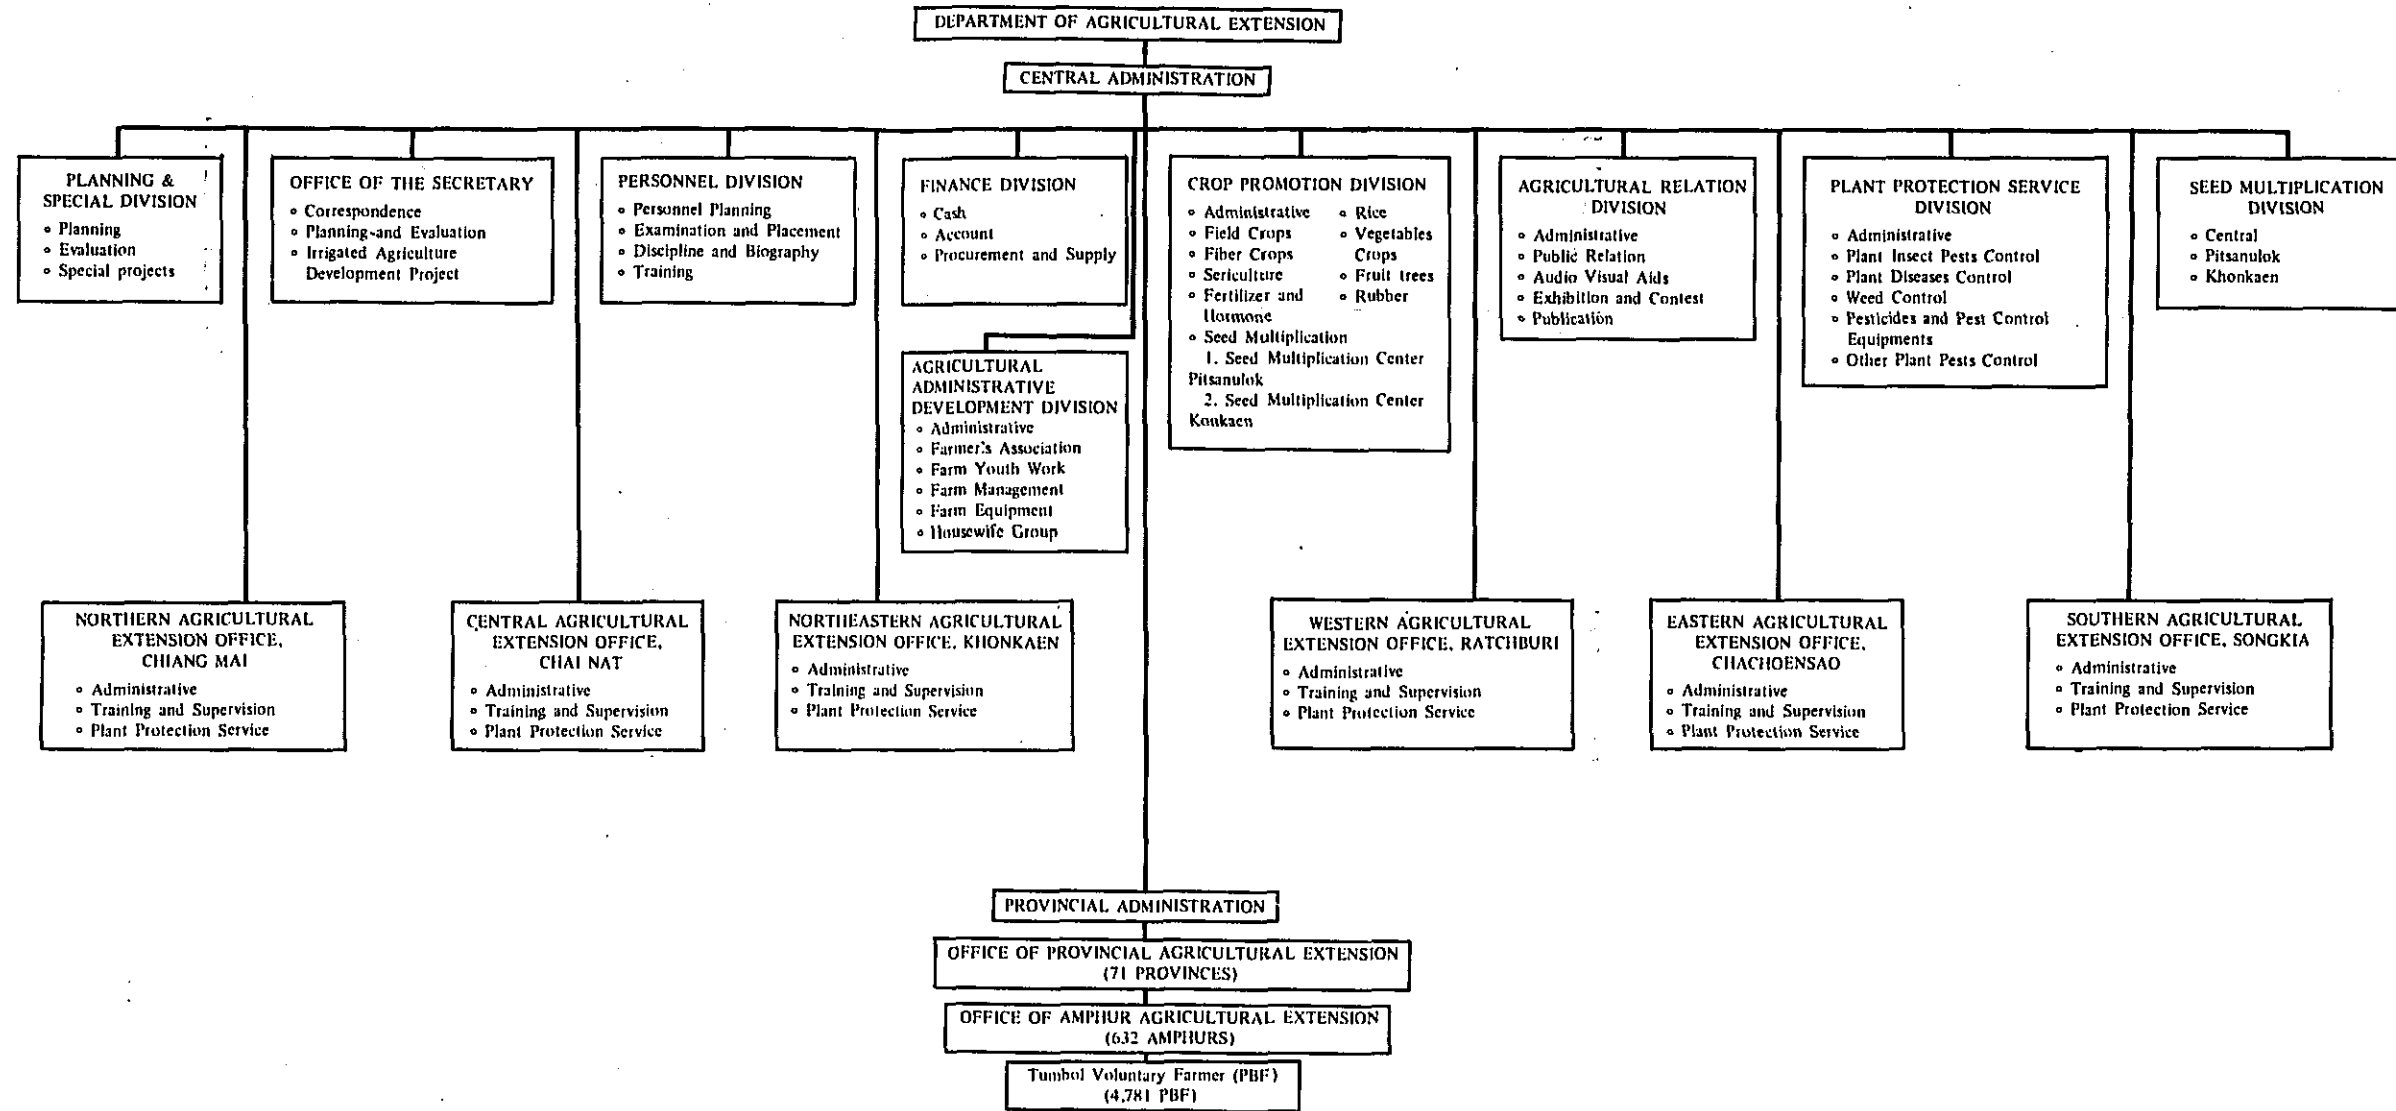 DEPARTMENT OF AGRICULTURAL EXTENSION
CENTRAL ADMINISTRATION
PLANNING &
SPECIAL DIVISION
∘ Planning
∘ Evaluation
∘ Special projects
OFFICE OF THE SECRETARY
∘ Correspondence
∘ Planning and Evaluation
∘ Irrigated Agriculture
Development Project
PERSONNEL DIVISION
∘ Personnel Planning
∘ Examination and Placement
∘ Discipline and Biography
∘ Training
FINANCE DIVISION
∘ Cash
∘ Account
∘ Procurement and Supply
AGRICULTURAL
ADMINISTRATIVE
DEVELOPMENT DIVISION
∘ Administrative
∘ Farmer's Association
∘ Farm Youth Work
∘ Farm Management
∘ Farm Equipment
∘ Housewife Group
CROP PROMOTION DIVISION
∘ Administrative
∘ Field Crops
∘ Fiber Crops
∘ Sericulture
∘ Fertilizer and
Hormone
∘ Seed Multiplication
1. Seed Multiplication Center
Pitsanulok
2. Seed Multiplication Center
Konkaen
∘ Rice
∘ Vegetables
Crops
∘ Fruit trees
∘ Rubber
AGRICULTURAL RELATION
DIVISION
∘ Administrative
∘ Public Relation
∘ Audio Visual Aids
∘ Exhibition and Contest
∘ Publication
PLANT PROTECTION SERVICE
DIVISION
∘ Administrative
∘ Plant Insect Pests Control
∘ Plant Diseases Control
∘ Weed Control
∘ Pesticides and Pest Control
Equipments
∘ Other Plant Pests Control
SEED MULTIPLICATION
DIVISION
∘ Central
∘ Pitsanulok
∘ Khonkaen
NORTHERN AGRICULTURAL
EXTENSION OFFICE,
CHIANG MAI
∘ Administrative
∘ Training and Supervision
∘ Plant Protection Service
CENTRAL AGRICULTURAL
EXTENSION OFFICE,
CHAI NAT
∘ Administrative
∘ Training and Supervision
∘ Plant Protection Service
NORTHEASTERN AGRICULTURAL
EXTENSION OFFICE, KHONKAEN
∘ Administrative
∘ Training and Supervision
∘ Plant Protection Service
WESTERN AGRICULTURAL
EXTENSION OFFICE, RATCHBURI
∘ Administrative
∘ Training and Supervision
∘ Plant Protection Service
EASTERN AGRICULTURAL
EXTENSION OFFICE,
CHACHOENSAO
∘ Administrative
∘ Training and Supervision
∘ Plant Protection Service
SOUTHERN AGRICULTURAL
EXTENSION OFFICE, SONGKIA
∘ Administrative
∘ Training and Supervision
∘ Plant Protection Service
PROVINCIAL ADMINISTRATION
OFFICE OF PROVINCIAL AGRICULTURAL EXTENSION
(71 PROVINCES)
OFFICE OF AMPHUR AGRICULTURAL EXTENSION
(632 AMPHURS)
Tumbol Voluntary Farmer (PBF)
(4,781 PBF)